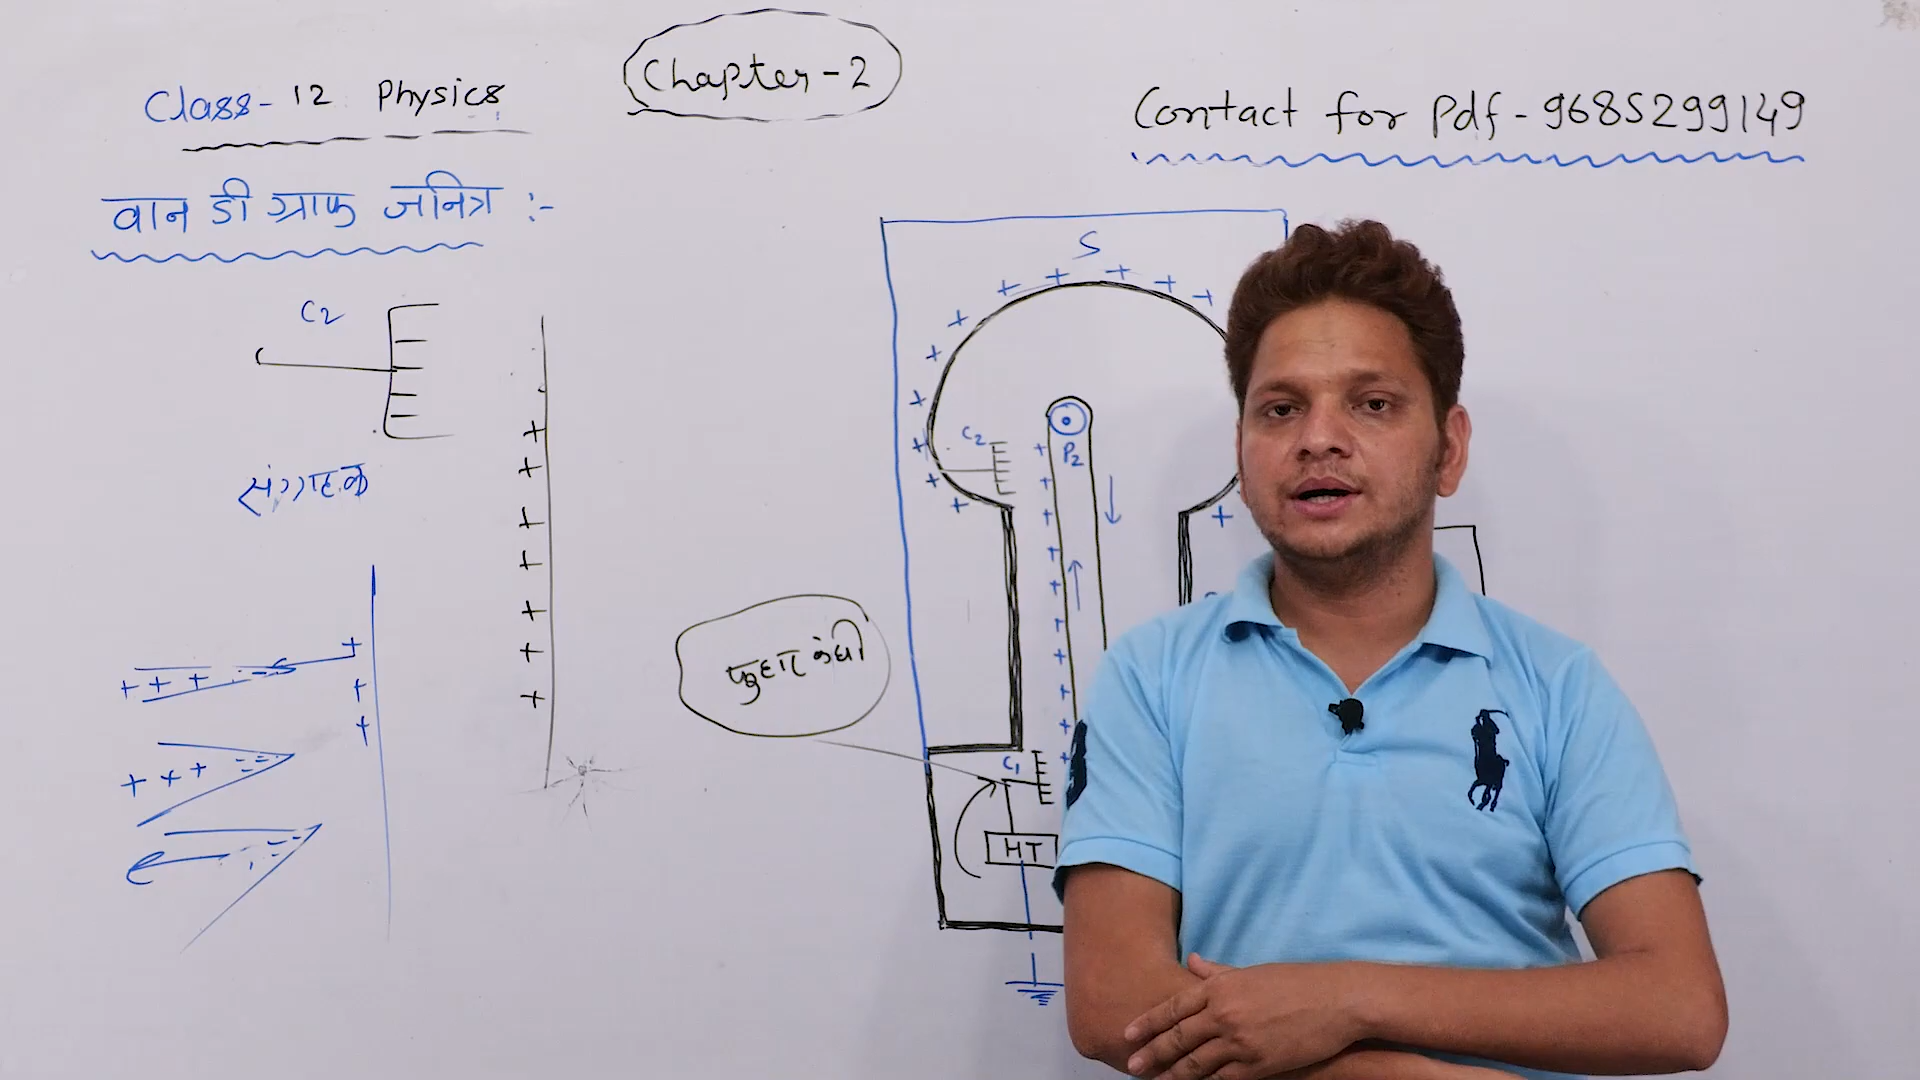 Class-12 Physics
Chapter-2
Contact for Pdf - 9685299149
वान डी ग्राफ जनित्र :-
C2
संग्राहक
S
C2
P2
फुहार कंघी
C1
HT